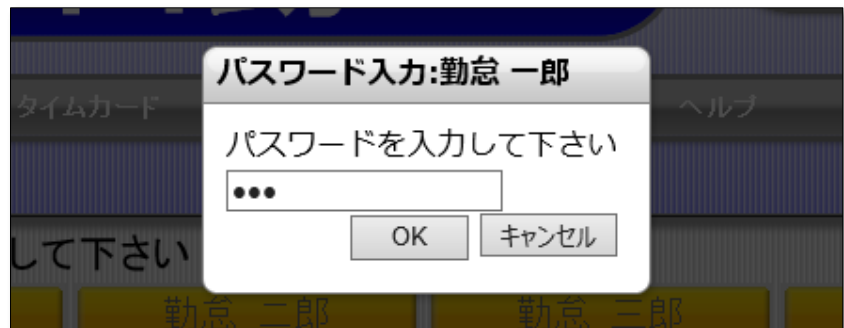 パスワード入力:勤怠 一郎
タイムカード
ヘルプ
パスワードを入力して下さい
●●●
OK
キャンセル
して下さい
勤怠 二郎
勤怠 三郎